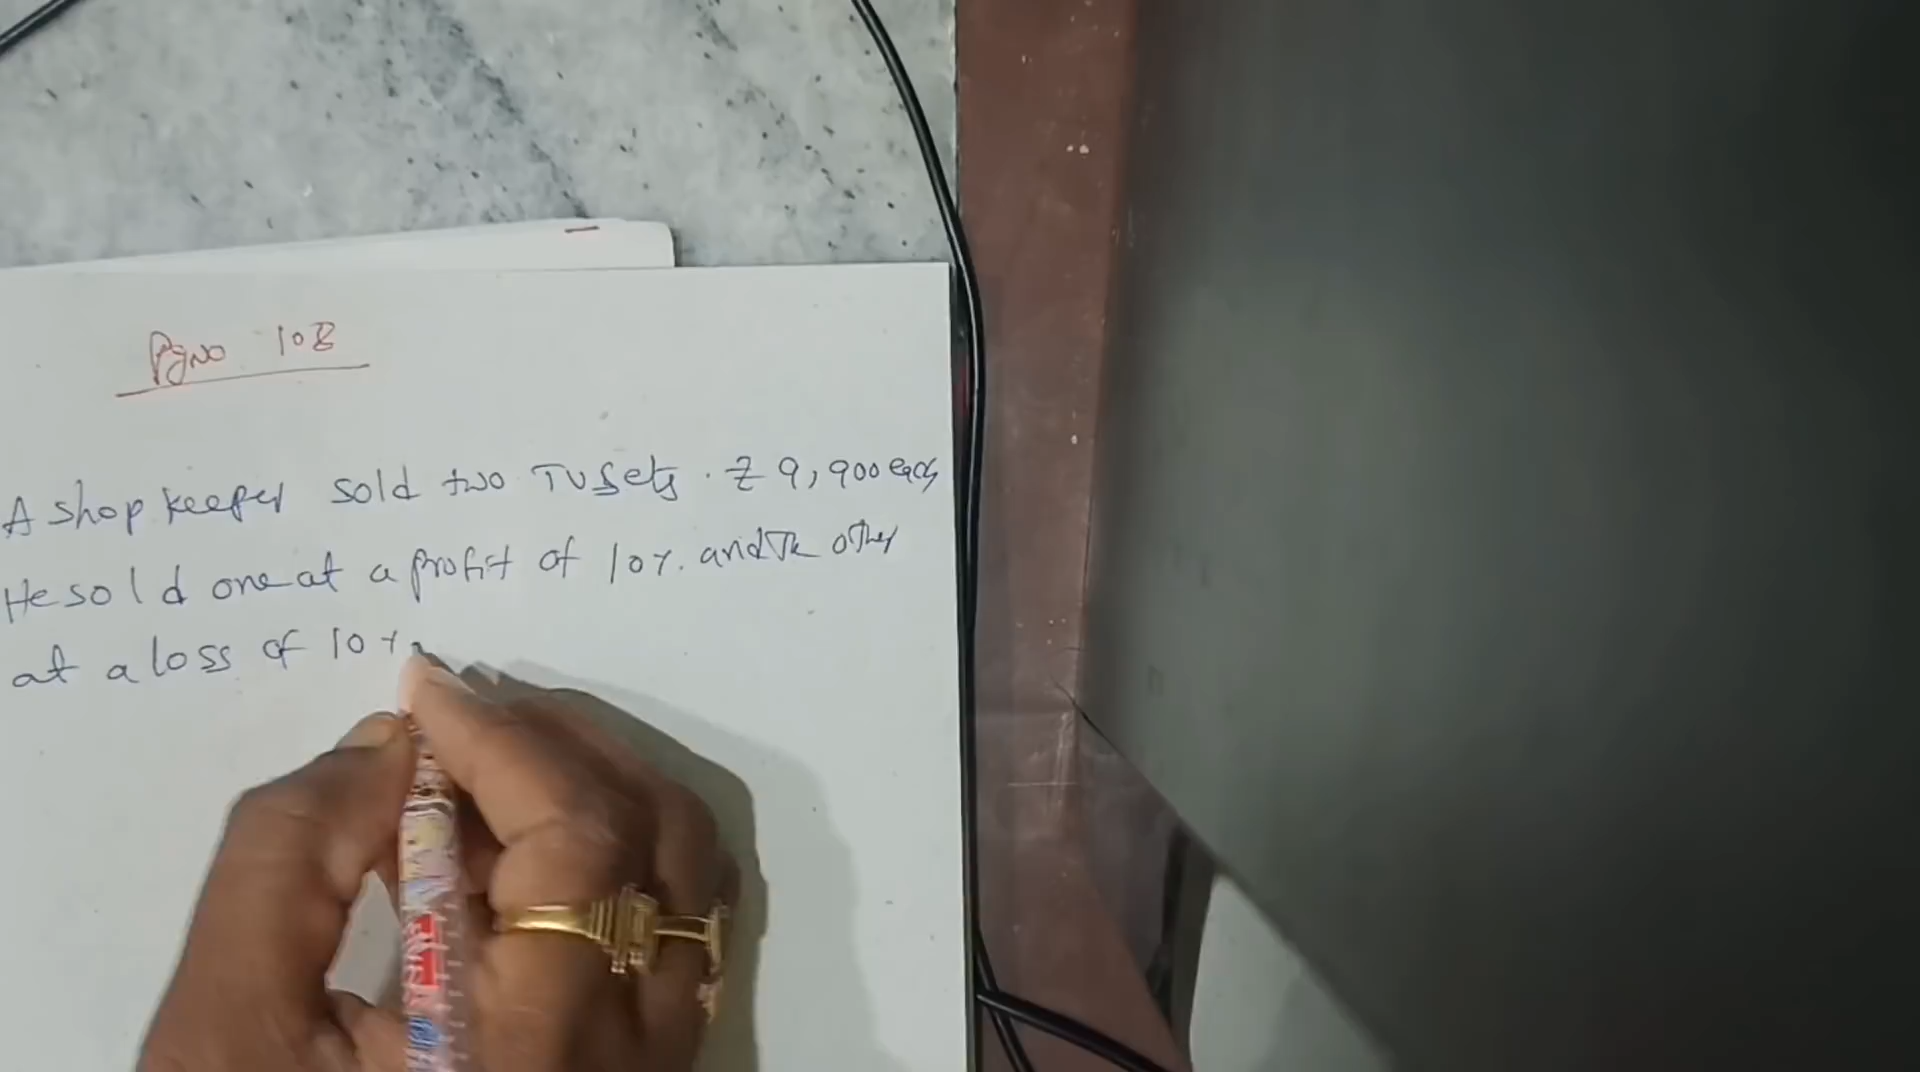 Pg No 108
A shop keeper sold two TV sets. ₹ 9,900 each
He sold one at a profit of 10%. and the other
at a loss of 10%